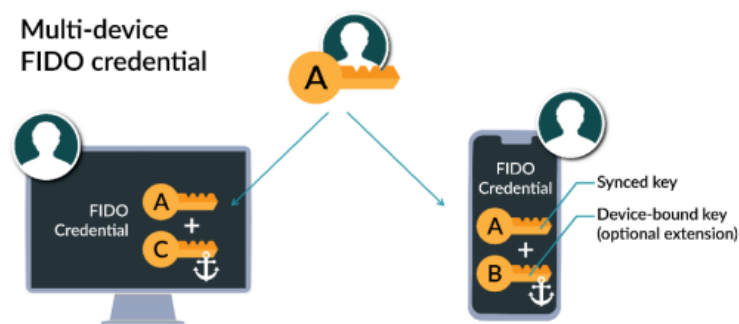 Multi-device
FIDO credential
A
FIDO
Credential
A
+
C
FIDO
Credential
A
+
B
Synced key
Device-bound key
(optional extension)